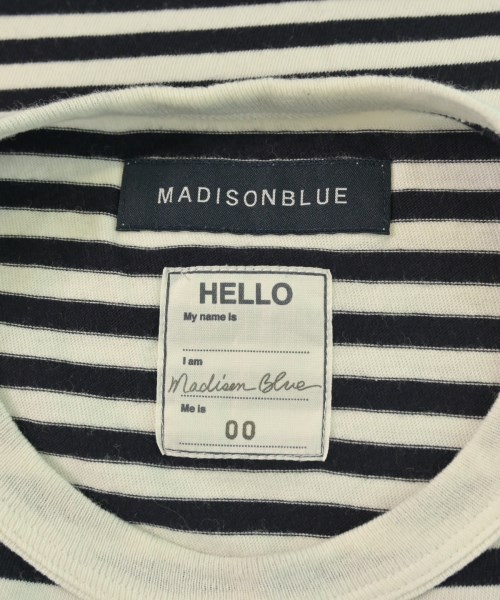 MADISONBLUE
HELLO
My name is
I am
Madison Blue
Me is
00